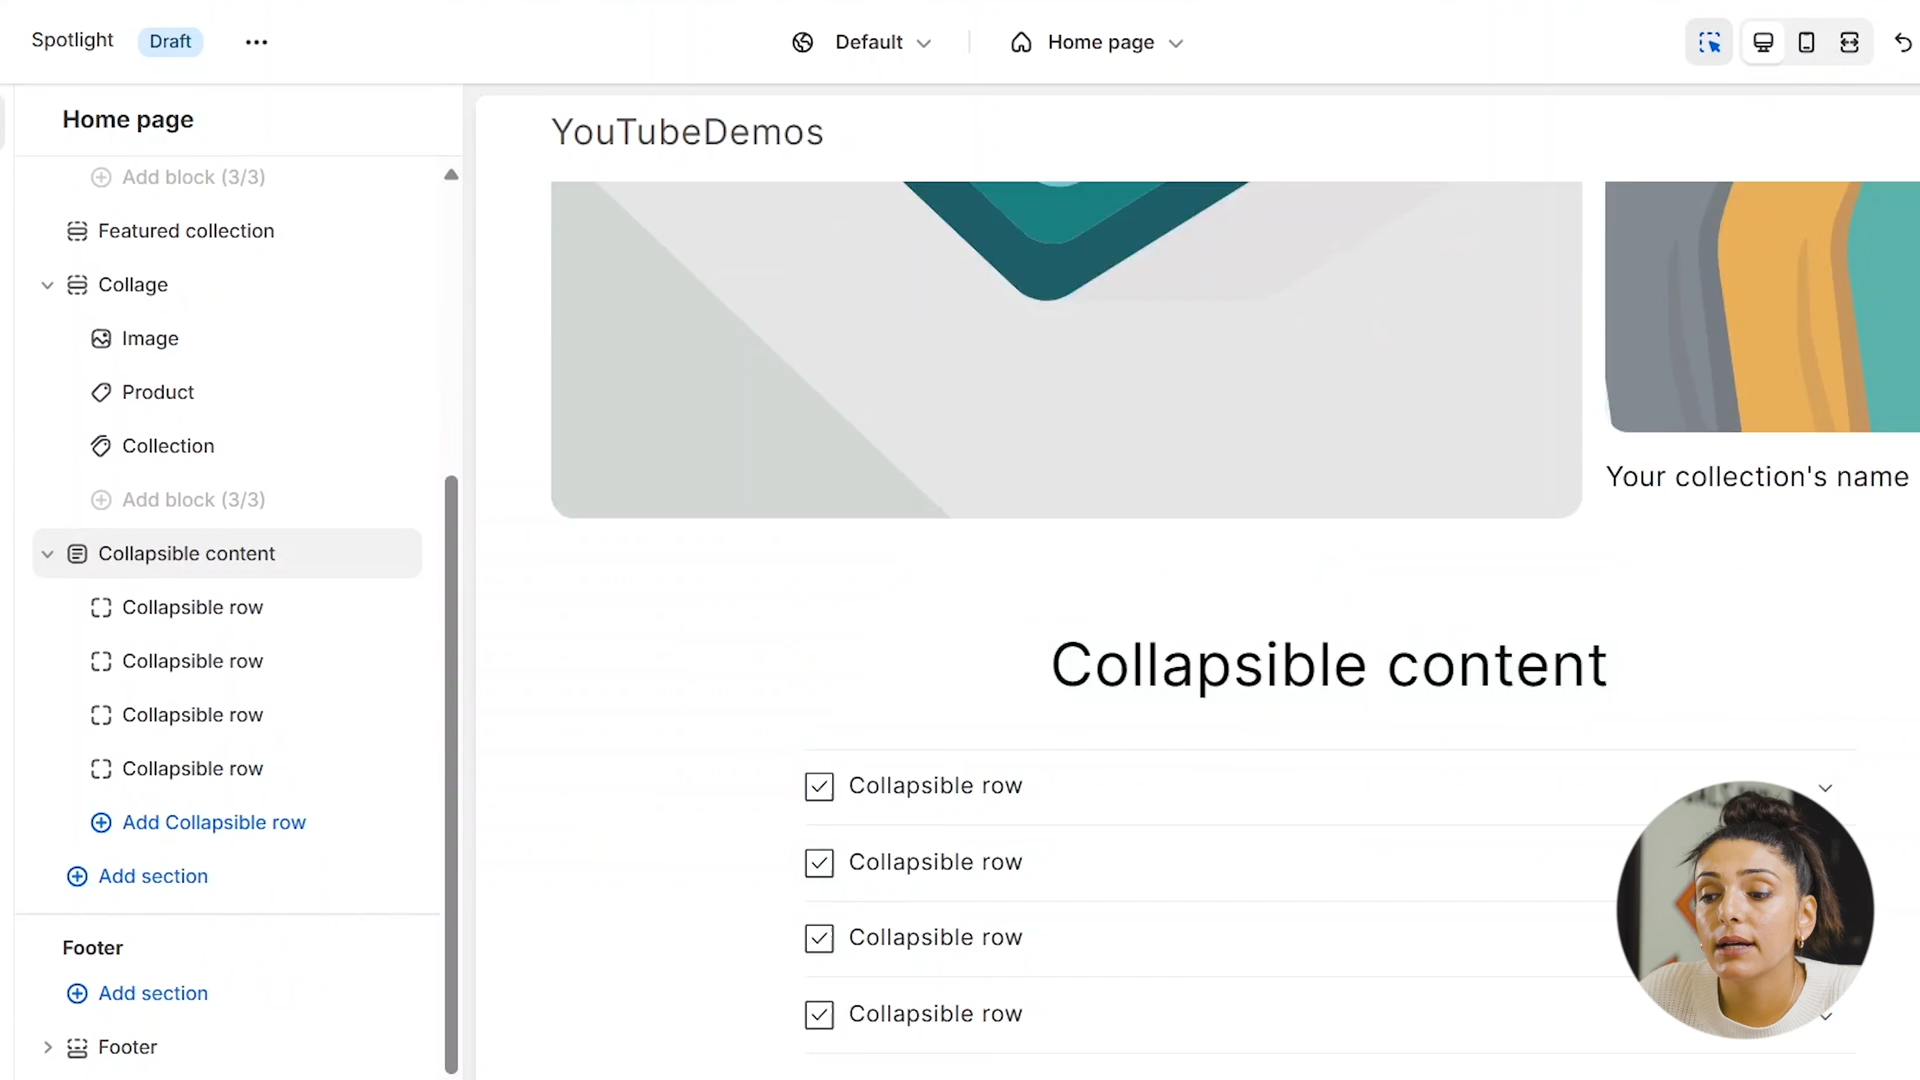 Spotlight
Draft
Default
Home page
Home page
Add block (3/3)
Featured collection
Collage
Image
Product
Collection
Add block (3/3)
Collapsible content
Collapsible row
Collapsible row
Collapsible row
Collapsible row
Add Collapsible row
Add section
Footer
Add section
Footer
YouTubeDemos
Your collection's name
Collapsible content
Collapsible row
Collapsible row
Collapsible row
Collapsible row